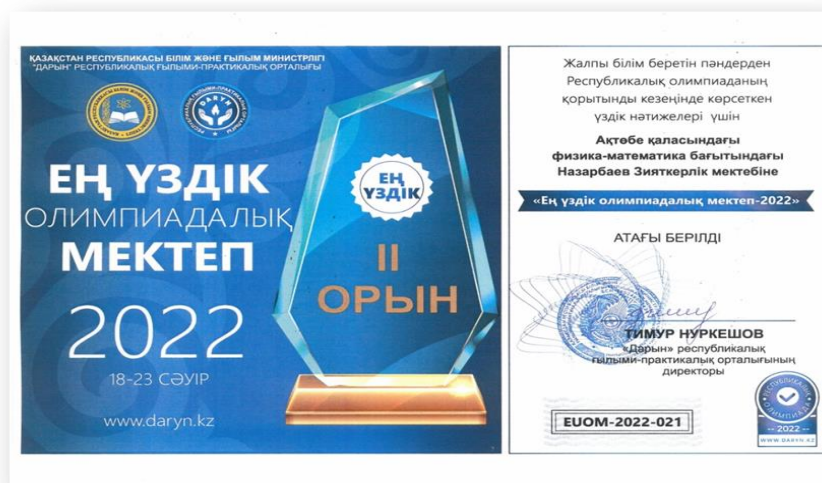 ҚАЗАҚСТАН РЕСПУБЛИКАСЫ БІЛІМ ЖӘНЕ ҒЫЛЫМ МИНИСТРЛІГІ
"ДАРЫН" РЕСПУБЛИКАЛЫҚ ҒЫЛЫМИ-ПРАКТИКАЛЫҚ ОРТАЛЫҒЫ
DARYN
ЕҢ ҮЗДІК
ОЛИМПИАДАЛЫҚ
МЕКТЕП
2022
18-23 СӘУІР
www.daryn.kz
ЕҢ
ҮЗДІК
II
ОРЫН
Жалпы білім беретін пәндерден
Республикалық олимпиаданың
қорытынды кезеңінде көрсеткен
үздік нәтижелері үшін
Ақтөбе қаласындағы
физика-математика бағытындағы
Назарбаев Зияткерлік мектебіне
«Ең үздік олимпиадалық мектеп-2022»
АТАҒЫ БЕРІЛДІ
ТИМУР НУРКЕШОВ
«Дарын» республикалық
ғылыми-практикалық орталығының
директоры
EUOM-2022-021
РЕСПУБЛИКАЛЫҚ
ОЛИМПИАДА
2022
WWW.DARYN.KZ